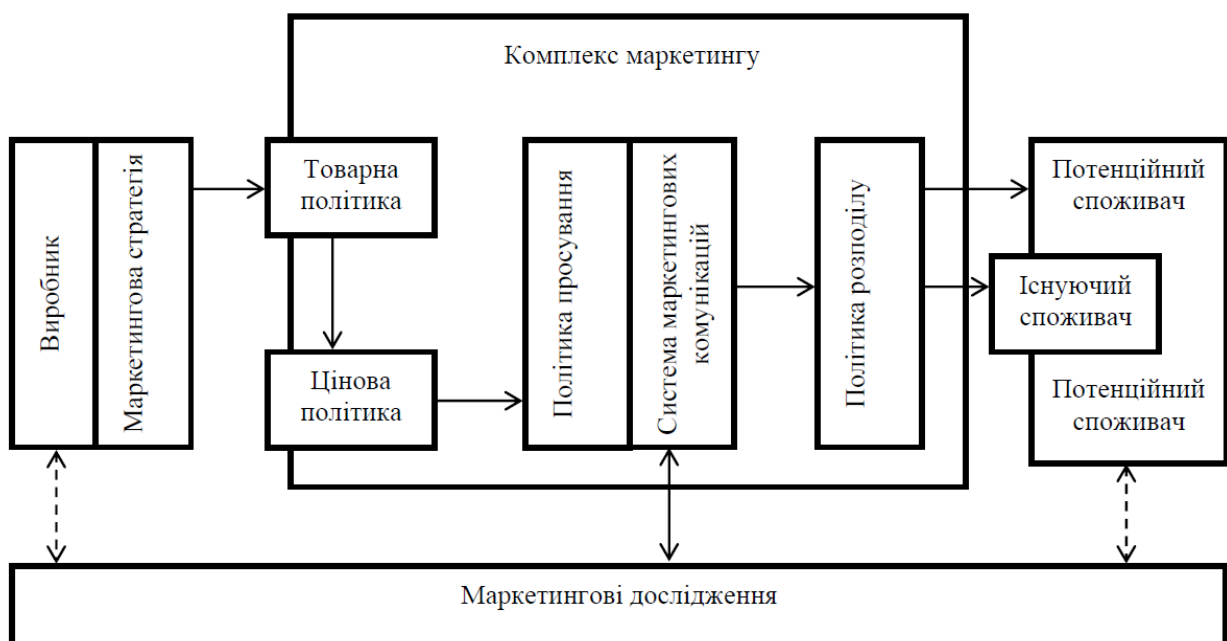 Комплекс маркетингу
Виробник
Маркетингова стратегія
Товарна
політика
Цінова
політика
Політика просування
Система маркетингових
комунікацій
Політика розподілу
Потенційний
споживач
Існуючий
споживач
Потенційний
споживач
Маркетингові дослідження